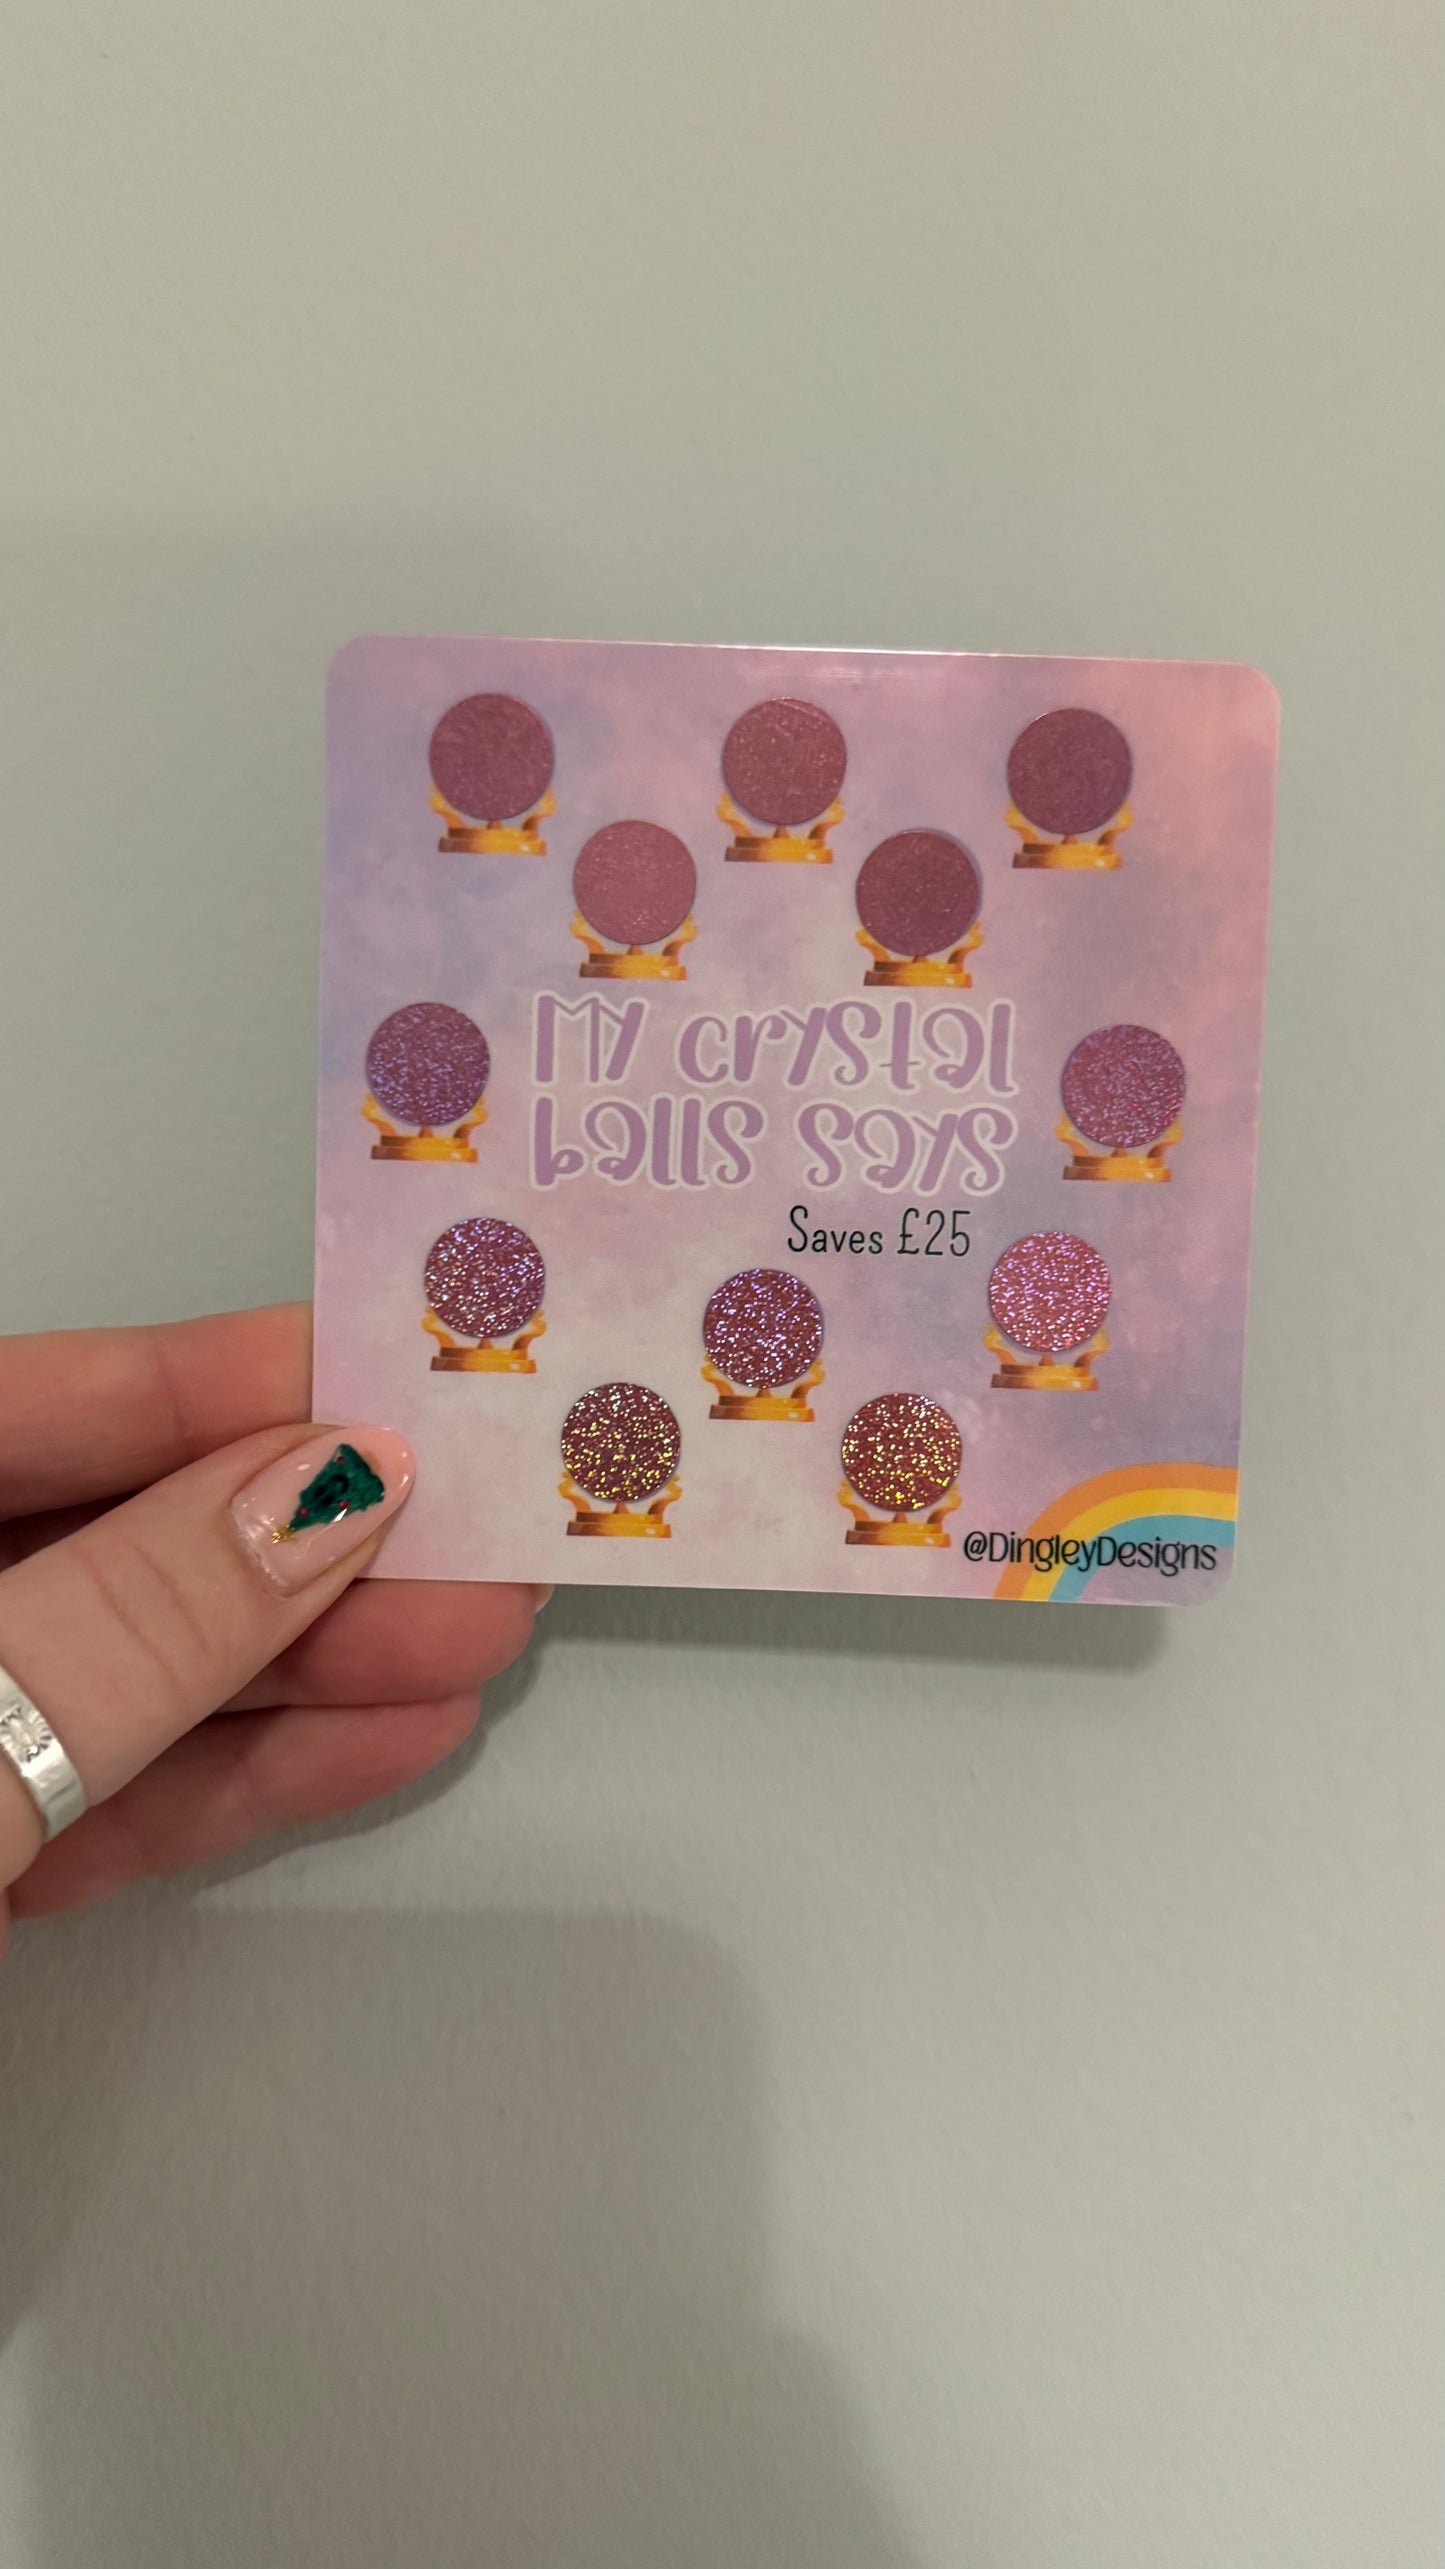 My crystal
balls says
Saves £25
@DingleyDesigns